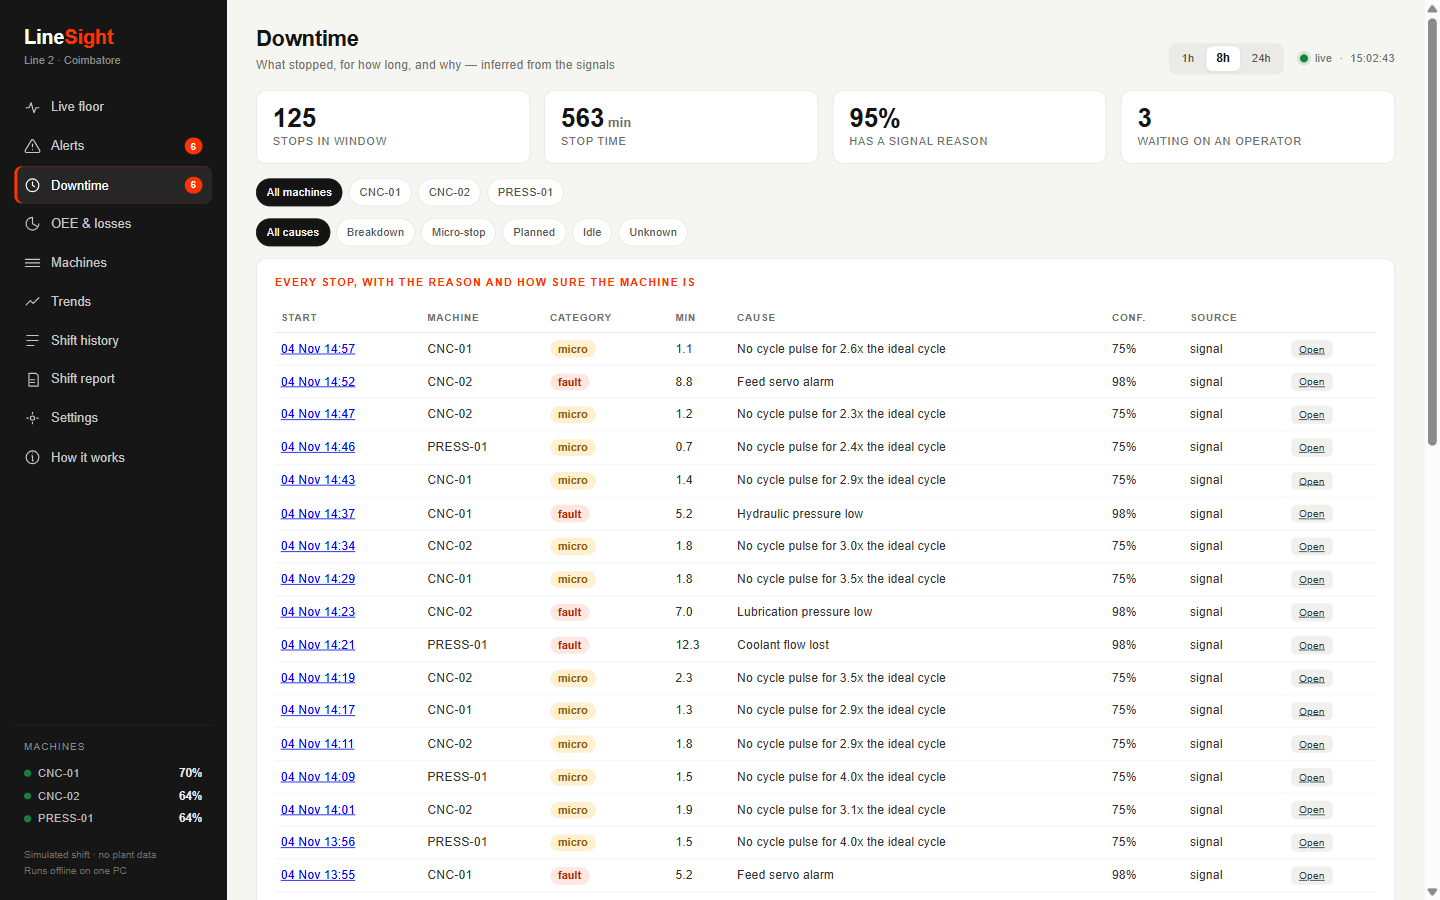 LineSight
Line 2 · Coimbatore
Live floor
Alerts 6
Downtime 6
OEE & losses
Machines
Trends
Shift history
Shift report
Settings
How it works
MACHINES
CNC-01 70%
CNC-02 64%
PRESS-01 64%
Simulated shift · no plant data
Runs offline on one PC
Downtime
What stopped, for how long, and why — inferred from the signals
1h 8h 24h live · 15:02:43
125
STOPS IN WINDOW
563 min
STOP TIME
95%
HAS A SIGNAL REASON
3
WAITING ON AN OPERATOR
All machines CNC-01 CNC-02 PRESS-01
All causes Breakdown Micro-stop Planned Idle Unknown
EVERY STOP, WITH THE REASON AND HOW SURE THE MACHINE IS
START MACHINE CATEGORY MIN CAUSE CONF. SOURCE
04 Nov 14:57 CNC-01 micro 1.1 No cycle pulse for 2.6x the ideal cycle 75% signal Open
04 Nov 14:52 CNC-02 fault 8.8 Feed servo alarm 98% signal Open
04 Nov 14:47 CNC-02 micro 1.2 No cycle pulse for 2.3x the ideal cycle 75% signal Open
04 Nov 14:46 PRESS-01 micro 0.7 No cycle pulse for 2.4x the ideal cycle 75% signal Open
04 Nov 14:43 CNC-01 micro 1.4 No cycle pulse for 2.9x the ideal cycle 75% signal Open
04 Nov 14:37 CNC-01 fault 5.2 Hydraulic pressure low 98% signal Open
04 Nov 14:34 CNC-02 micro 1.8 No cycle pulse for 3.0x the ideal cycle 75% signal Open
04 Nov 14:29 CNC-01 micro 1.8 No cycle pulse for 3.5x the ideal cycle 75% signal Open
04 Nov 14:23 CNC-02 fault 7.0 Lubrication pressure low 98% signal Open
04 Nov 14:21 PRESS-01 fault 12.3 Coolant flow lost 98% signal Open
04 Nov 14:19 CNC-02 micro 2.3 No cycle pulse for 3.5x the ideal cycle 75% signal Open
04 Nov 14:17 CNC-01 micro 1.3 No cycle pulse for 2.9x the ideal cycle 75% signal Open
04 Nov 14:11 CNC-02 micro 1.8 No cycle pulse for 2.9x the ideal cycle 75% signal Open
04 Nov 14:09 PRESS-01 micro 1.5 No cycle pulse for 4.0x the ideal cycle 75% signal Open
04 Nov 14:01 CNC-02 micro 1.9 No cycle pulse for 3.1x the ideal cycle 75% signal Open
04 Nov 13:56 PRESS-01 micro 1.5 No cycle pulse for 4.0x the ideal cycle 75% signal Open
04 Nov 13:55 CNC-01 fault 5.2 Feed servo alarm 98% signal Open